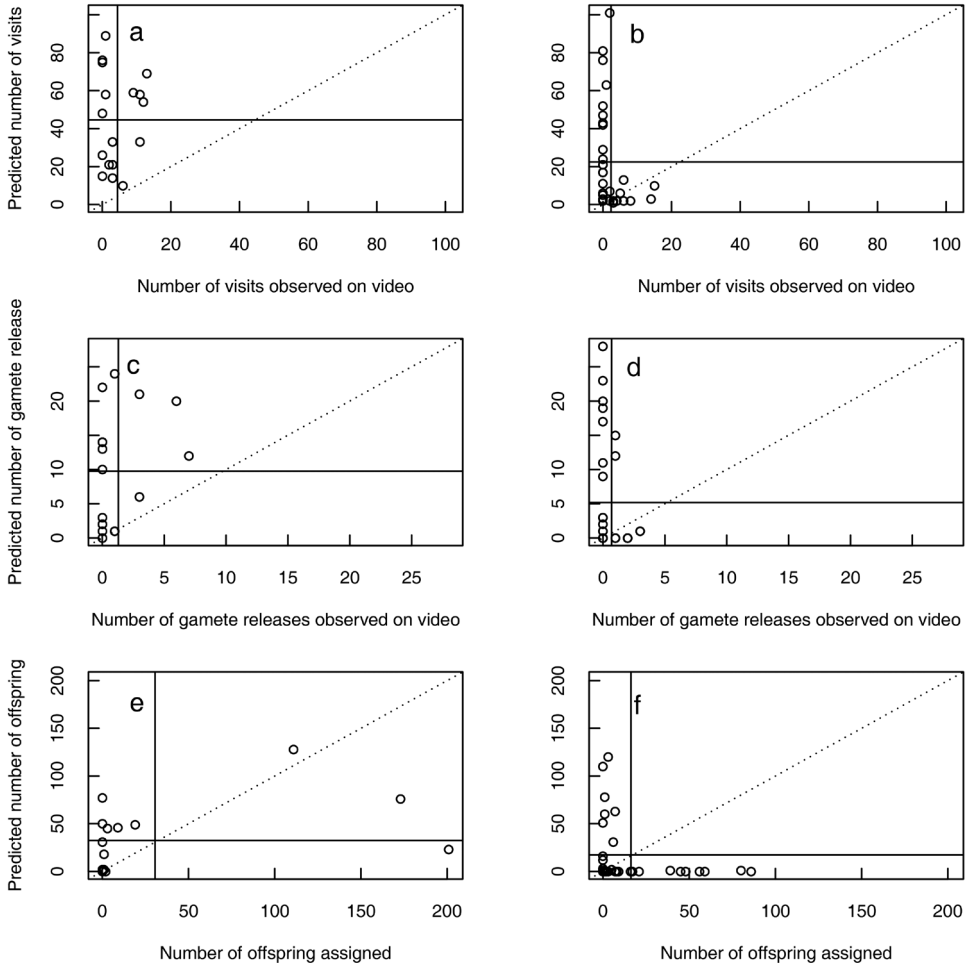 a
b
Predicted number of visits
0 20 40 60 80
0 20 40 60 80 100
0 20 40 60 80
0 20 40 60 80 100
Number of visits observed on video
Number of visits observed on video
c
d
Predicted number of gamete release
0 5 10 20
0 5 10 15 20 25
0 5 10 20
0 5 10 15 20 25
Number of gamete releases observed on video
Number of gamete releases observed on video
e
f
Predicted number of offspring
0 50 100 150 200
0 50 100 150 200
0 50 100 150 200
0 50 100 150 200
Number of offspring assigned
Number of offspring assigned